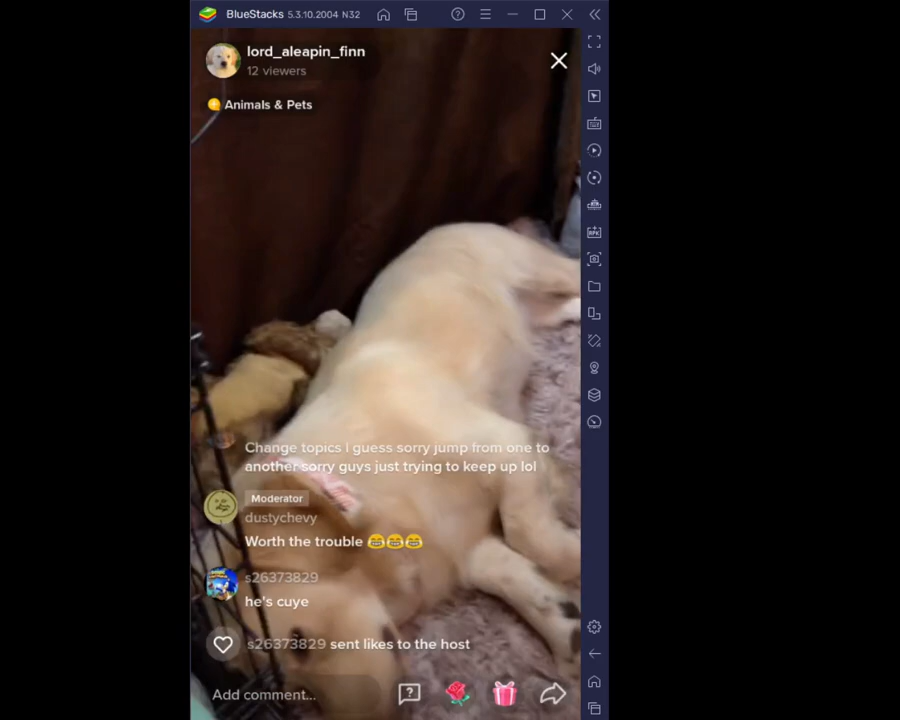 BlueStacks 5.3.10.2004 N32
lord_aleapin_finn
12 viewers
Animals & Pets
Change topics I guess sorry jump from one to
another sorry guys just trying to keep up lol
Moderator
dustychevy
Worth the trouble 😂😂😂
s26373829
he's cuye
s26373829 sent likes to the host
Add comment...